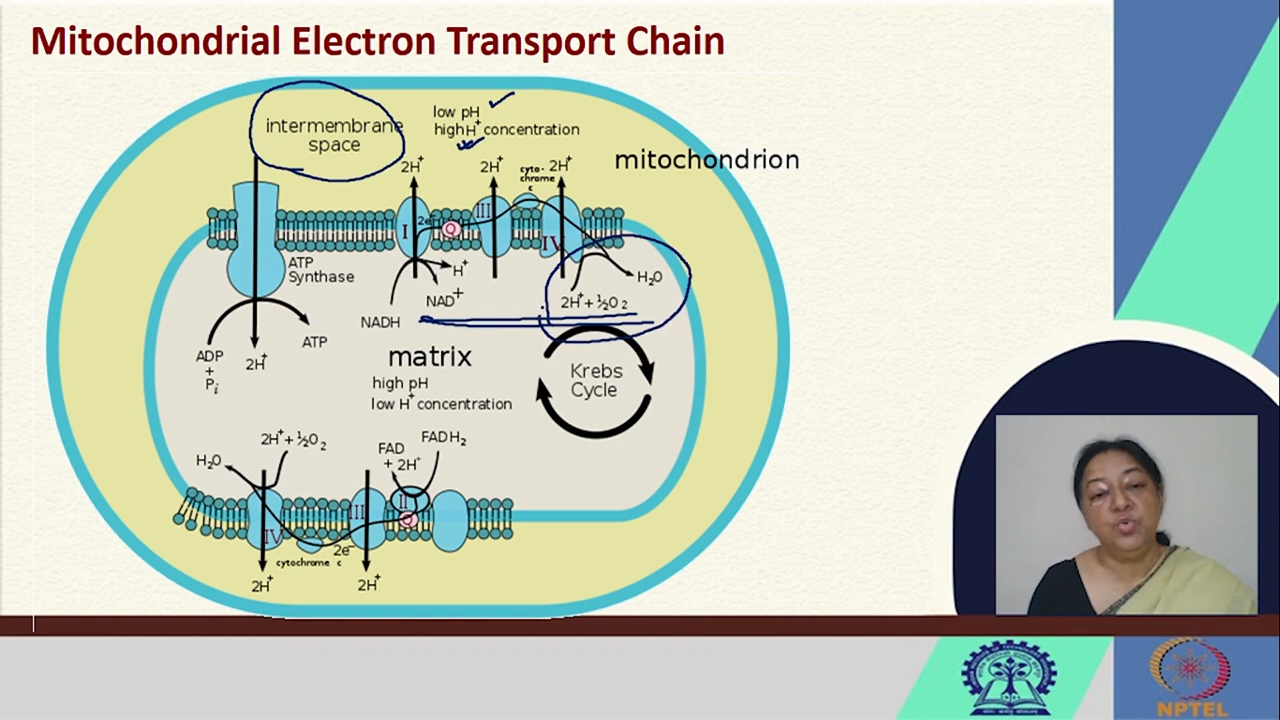 Mitochondrial Electron Transport Chain
intermembrane
space
low pH
high H⁺ concentration
mitochondrion
2H⁺
2H⁺
cyto-
chrome
c
2H⁺
I
2e⁻
Q
III
IV
ATP
Synthase
H⁺
NAD⁺
NADH
H₂O
2H⁺ + ½O₂
ADP
+
Pᵢ
2H⁺
ATP
matrix
high pH
low H⁺ concentration
Krebs
Cycle
H₂O
2H⁺ + ½O₂
FAD
+ 2H⁺
FADH₂
II
Q
III
IV
cytochrome c
2e⁻
2H⁺
2H⁺
NPTEL